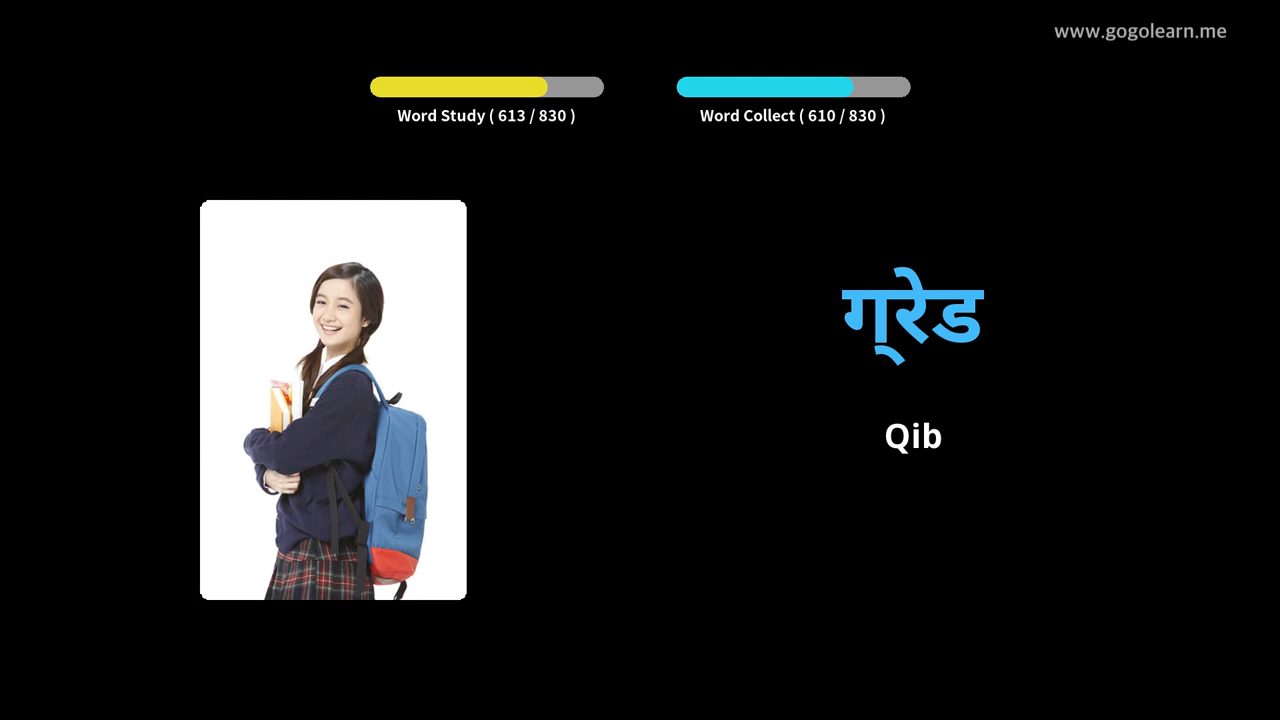 www.gogolearn.me
Word Study ( 613 / 830 )
Word Collect ( 610 / 830 )
ग्‌रेड
Qib